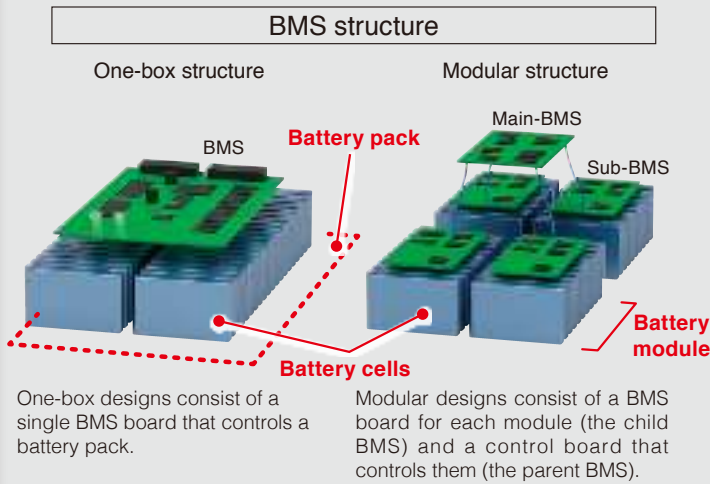 BMS structure
One-box structure
Modular structure
BMS
Battery pack
Main-BMS
Sub-BMS
Battery cells
Battery
module
One-box designs consist of a
single BMS board that controls a
battery pack.
Modular designs consist of a BMS
board for each module (the child
BMS) and a control board that
controls them (the parent BMS).